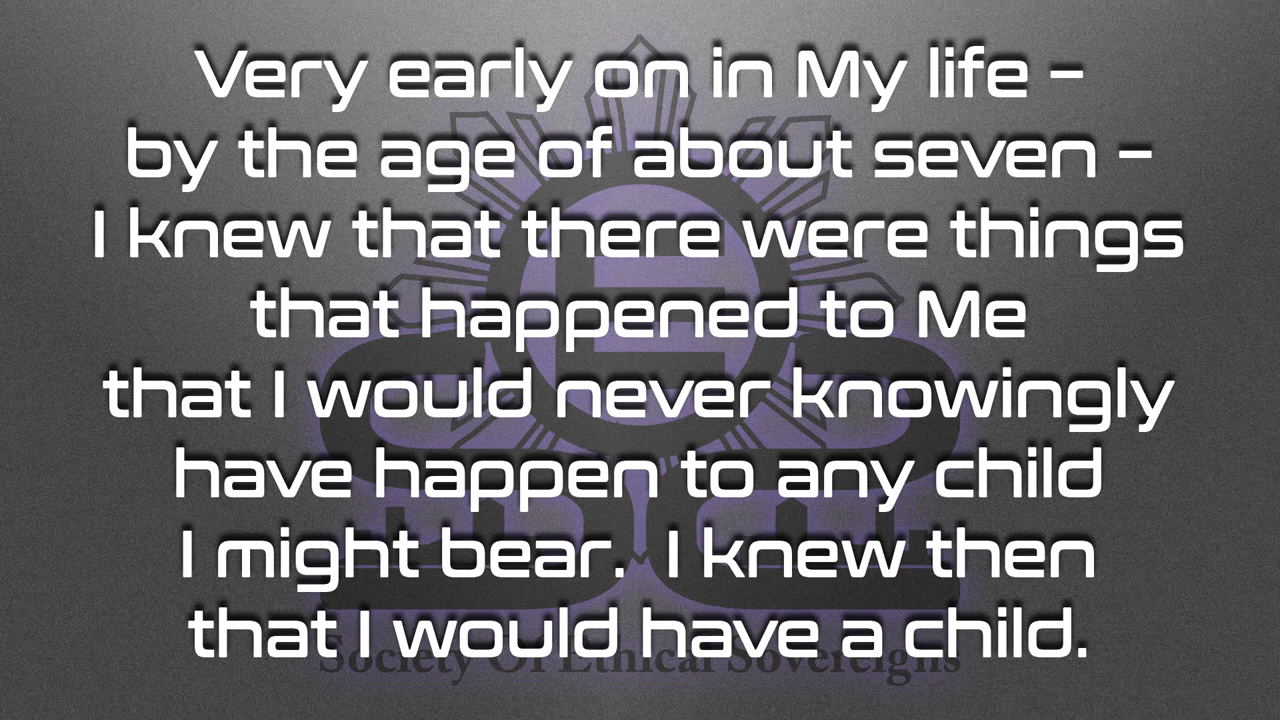 Very early on in My life –
by the age of about seven –
I knew that there were things
that happened to Me
that I would never knowingly
have happen to any child
I might bear.  I knew then
that I would have a child.
Society Of Ethical Sovereigns